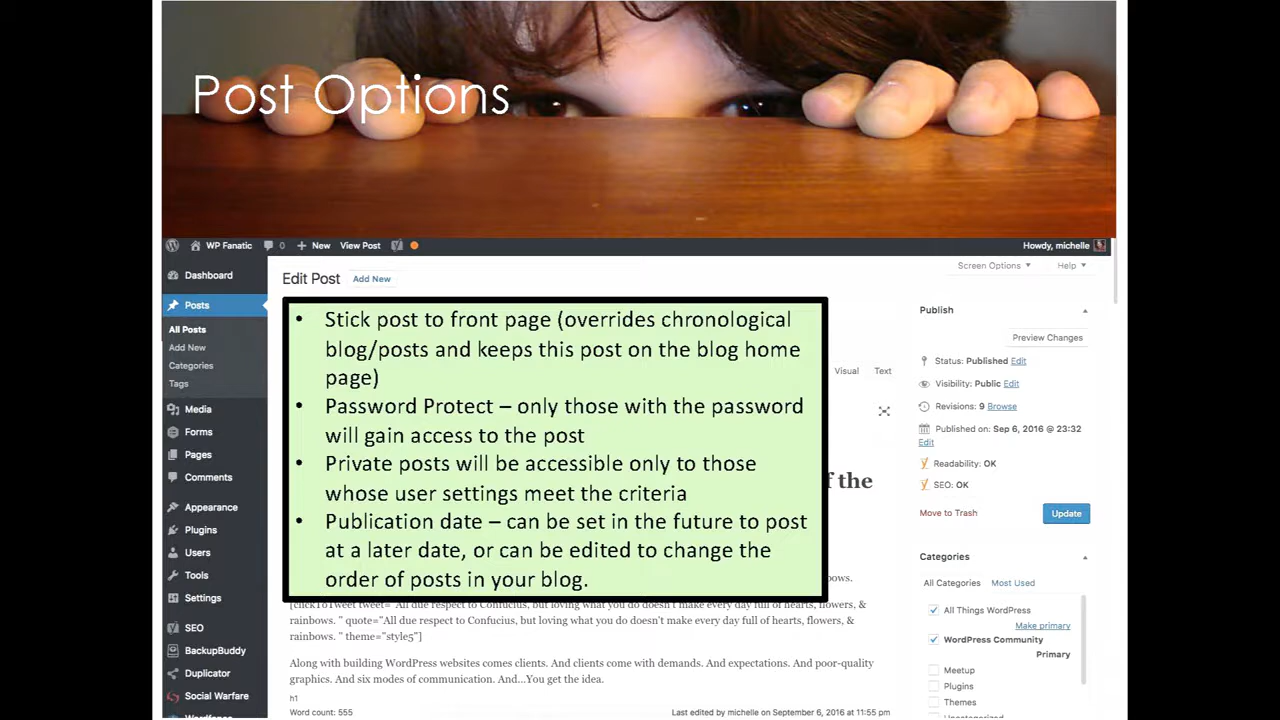 Post Options
WP Fanatic 0 + New View Post Howdy, michelle
Dashboard
Edit Post Add New Screen Options Help
Posts
All Posts
Add New
Categories
Tags
Media
Forms
Pages
Comments
Appearance
Plugins
Users
Tools
Settings
SEO
BackupBuddy
Duplicator
Social Warfare
• Stick post to front page (overrides chronological
blog/posts and keeps this post on the blog home
page)
• Password Protect – only those with the password
will gain access to the post
• Private posts will be accessible only to those
whose user settings meet the criteria
• Publication date – can be set in the future to post
at a later date, or can be edited to change the
order of posts in your blog.
Visual Text
f the
bows.
[clickToTweet tweet="All due respect to Confucius, but loving what you do doesn't make every day full of hearts, flowers, &
rainbows. " quote="All due respect to Confucius, but loving what you do doesn't make every day full of hearts, flowers, &
rainbows. " theme="style5"]
Along with building WordPress websites comes clients. And clients come with demands. And expectations. And poor-quality
graphics. And six modes of communication. And...You get the idea.
h1
Word count: 555 Last edited by michelle on September 6, 2016 at 11:55 pm
Publish
Preview Changes
Status: Published Edit
Visibility: Public Edit
Revisions: 9 Browse
Published on: Sep 6, 2016 @ 23:32
Edit
Readability: OK
SEO: OK
Move to Trash Update
Categories
All Categories Most Used
All Things WordPress
Make primary
WordPress Community
Primary
Meetup
Plugins
Themes